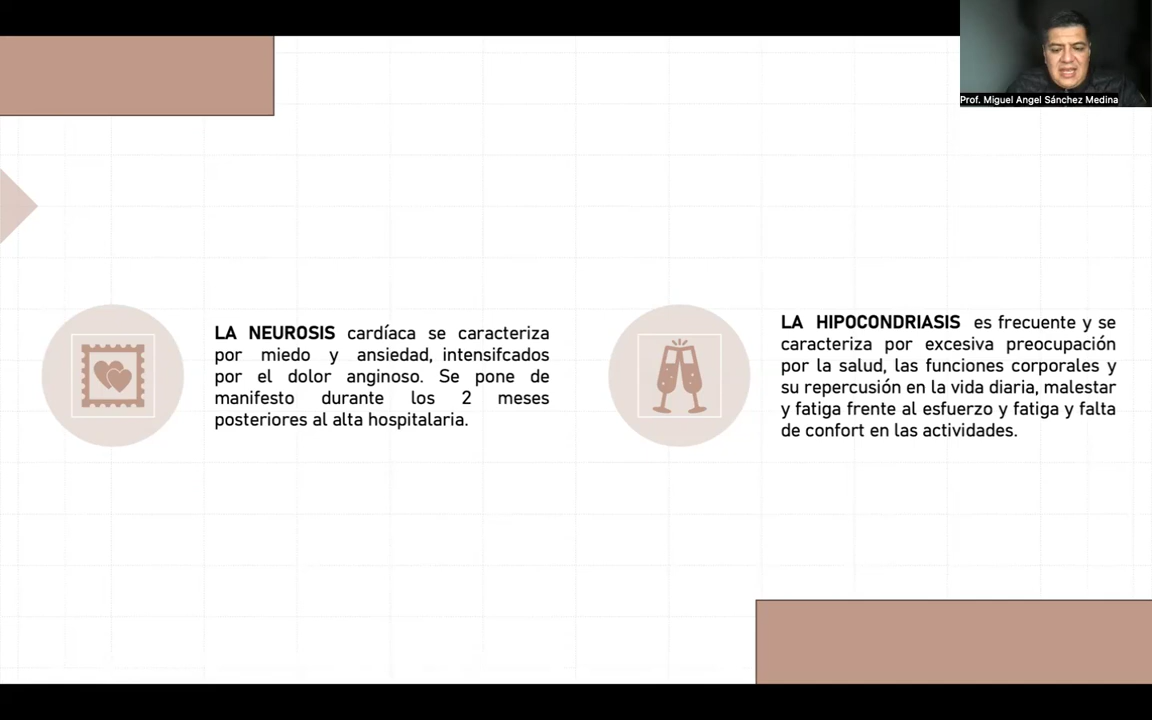 Prof. Miguel Angel Sánchez Medina
LA NEUROSIS cardíaca se caracteriza
por miedo y ansiedad, intensifcados
por el dolor anginoso. Se pone de
manifesto durante los 2 meses
posteriores al alta hospitalaria.
LA HIPOCONDRIASIS es frecuente y se
caracteriza por excesiva preocupación
por la salud, las funciones corporales y
su repercusión en la vida diaria, malestar
y fatiga frente al esfuerzo y fatiga y falta
de confort en las actividades.